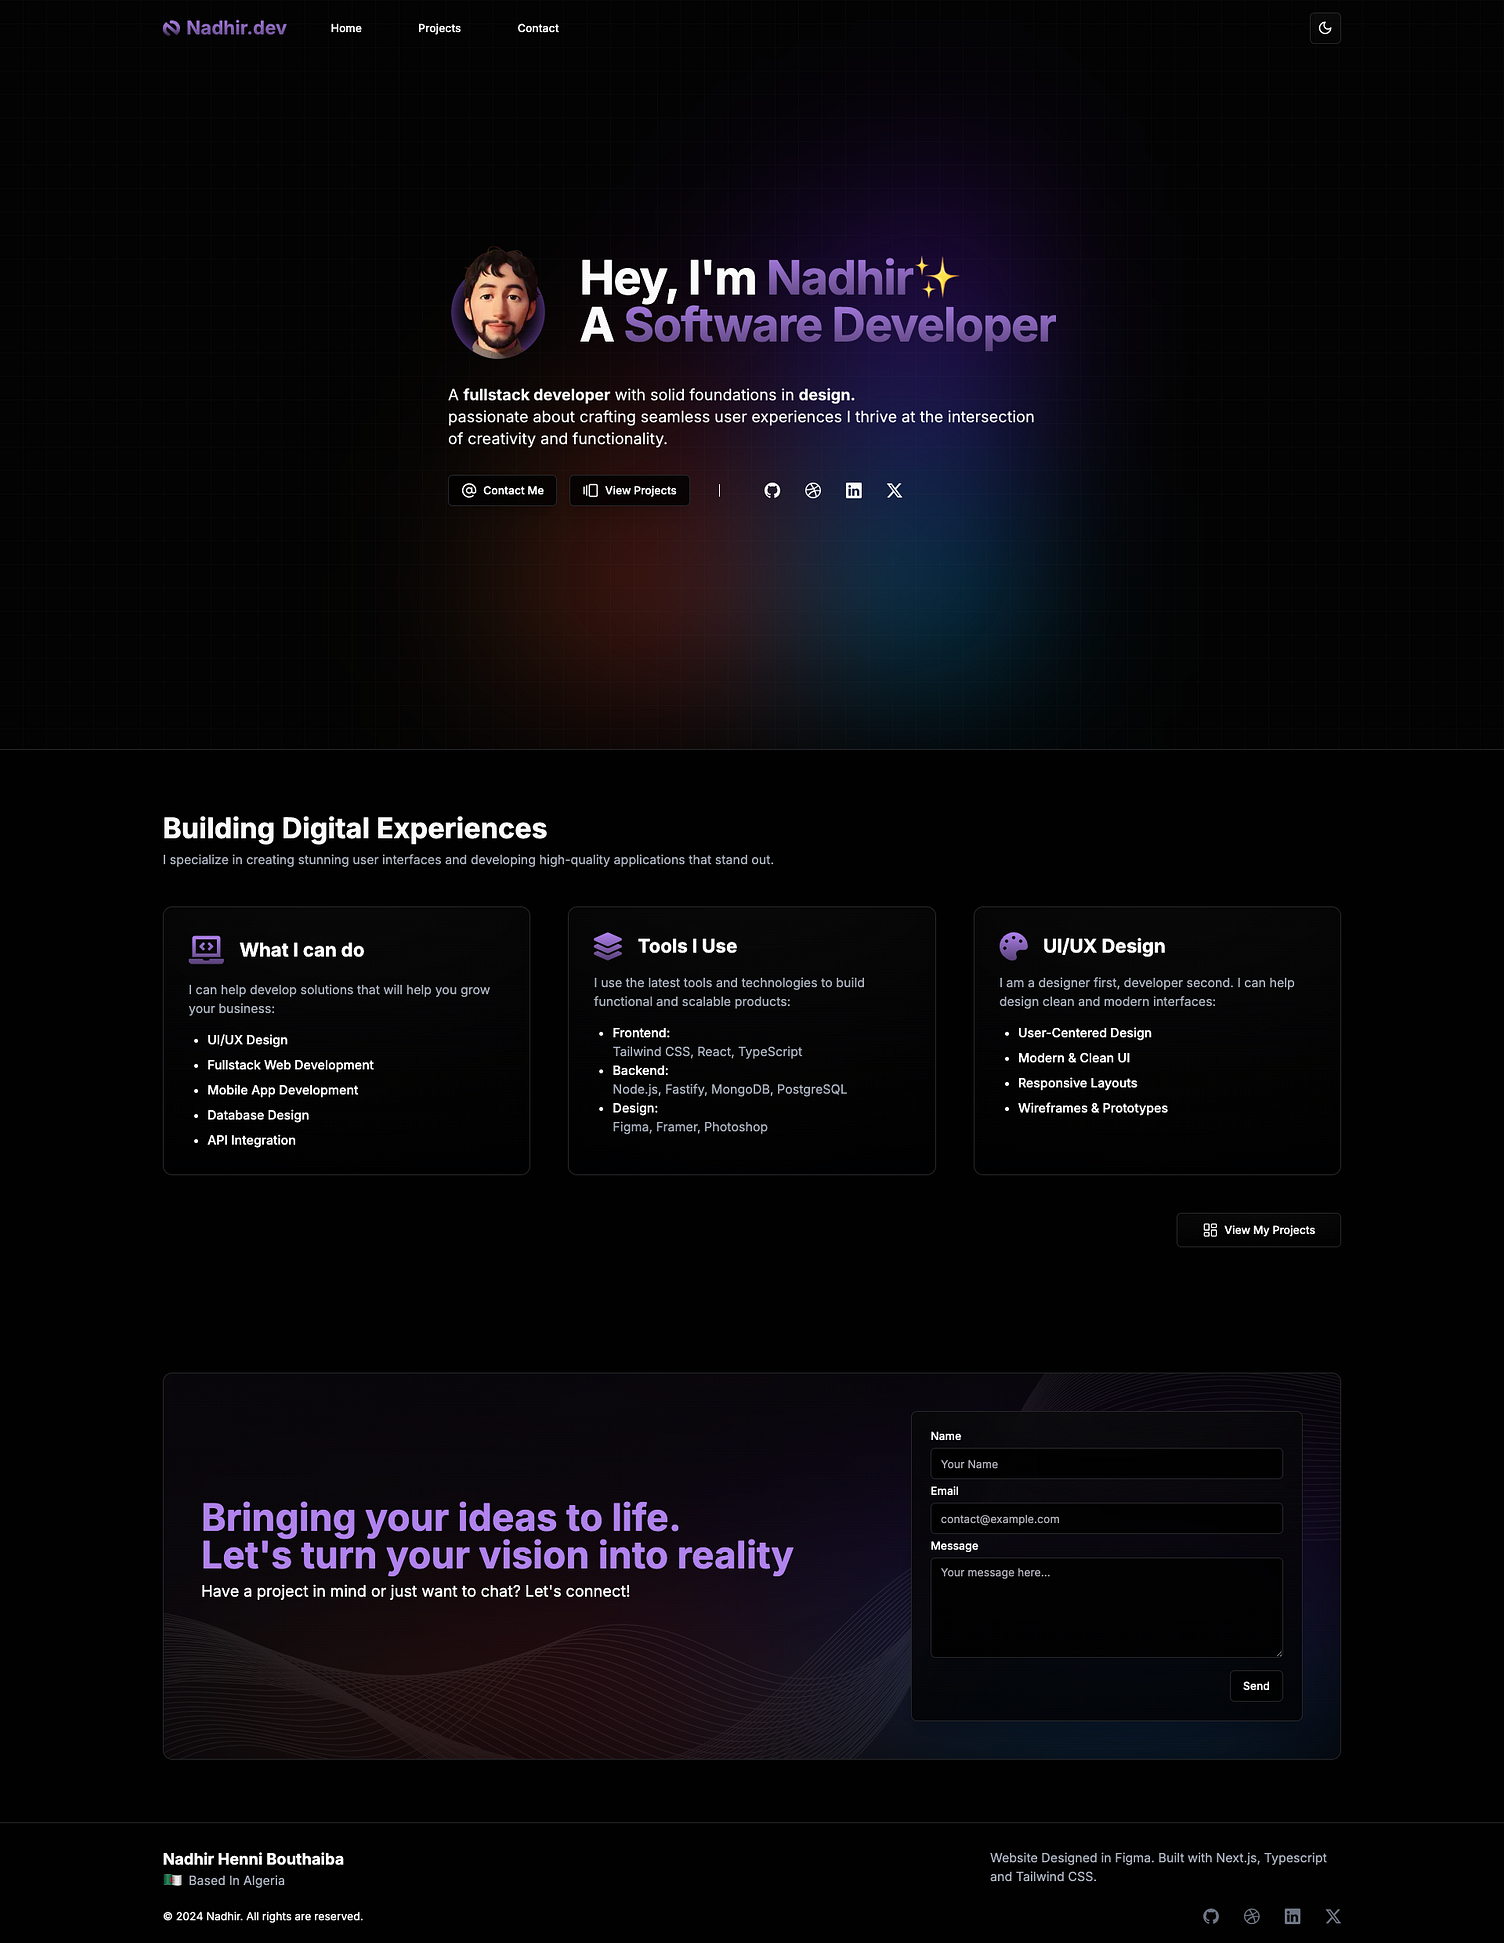 Nadhir.dev
Home
Projects
Contact
Hey, I'm Nadhir✨
A Software Developer
A fullstack developer with solid foundations in design.
passionate about crafting seamless user experiences I thrive at the intersection
of creativity and functionality.
Contact Me
View Projects
Building Digital Experiences
I specialize in creating stunning user interfaces and developing high-quality applications that stand out.
What I can do
I can help develop solutions that will help you grow
your business:
• UI/UX Design
• Fullstack Web Development
• Mobile App Development
• Database Design
• API Integration
Tools I Use
I use the latest tools and technologies to build
functional and scalable products:
• Frontend:
Tailwind CSS, React, TypeScript
• Backend:
Node.js, Fastify, MongoDB, PostgreSQL
• Design:
Figma, Framer, Photoshop
UI/UX Design
I am a designer first, developer second. I can help
design clean and modern interfaces:
• User-Centered Design
• Modern & Clean UI
• Responsive Layouts
• Wireframes & Prototypes
View My Projects
Bringing your ideas to life.
Let's turn your vision into reality
Have a project in mind or just want to chat? Let's connect!
Name
Your Name
Email
contact@example.com
Message
Your message here...
Send
Nadhir Henni Bouthaiba
🇩🇿 Based In Algeria
© 2024 Nadhir. All rights are reserved.
Website Designed in Figma. Built with Next.js, Typescript
and Tailwind CSS.